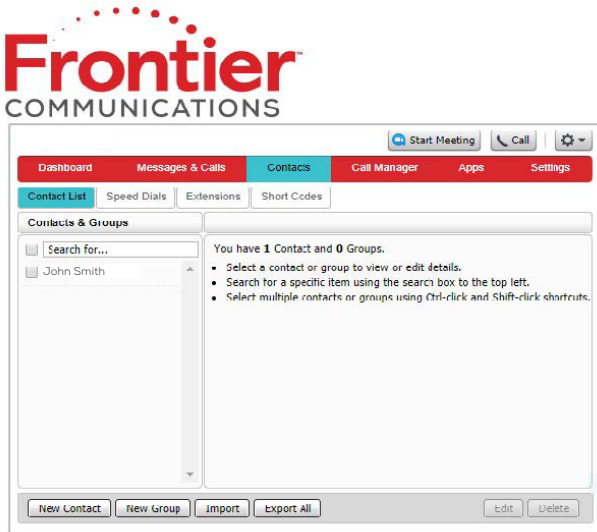 Frontier
COMMUNICATIONS
Start Meeting Call
Dashboard Messages & Calls Contacts Call Manager Apps Settings
Contact List Speed Dials Extensions Short Codes
Contacts & Groups
Search for...
John Smith
You have 1 Contact and 0 Groups.
Select a contact or group to view or edit details.
Search for a specific item using the search box to the top left.
Select multiple contacts or groups using Ctrl-click and Shift-click shortcuts.
New Contact New Group Import Export All Edit Delete